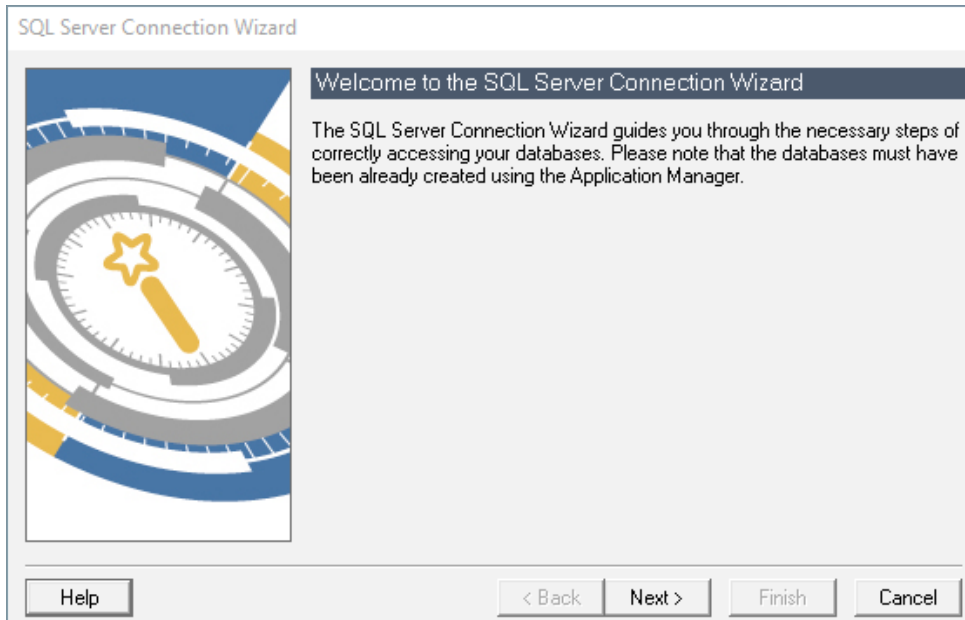 SQL Server Connection Wizard
Welcome to the SQL Server Connection Wizard
The SQL Server Connection Wizard guides you through the necessary steps of
correctly accessing your databases. Please note that the databases must have
been already created using the Application Manager.
Help
< Back
Next >
Finish
Cancel